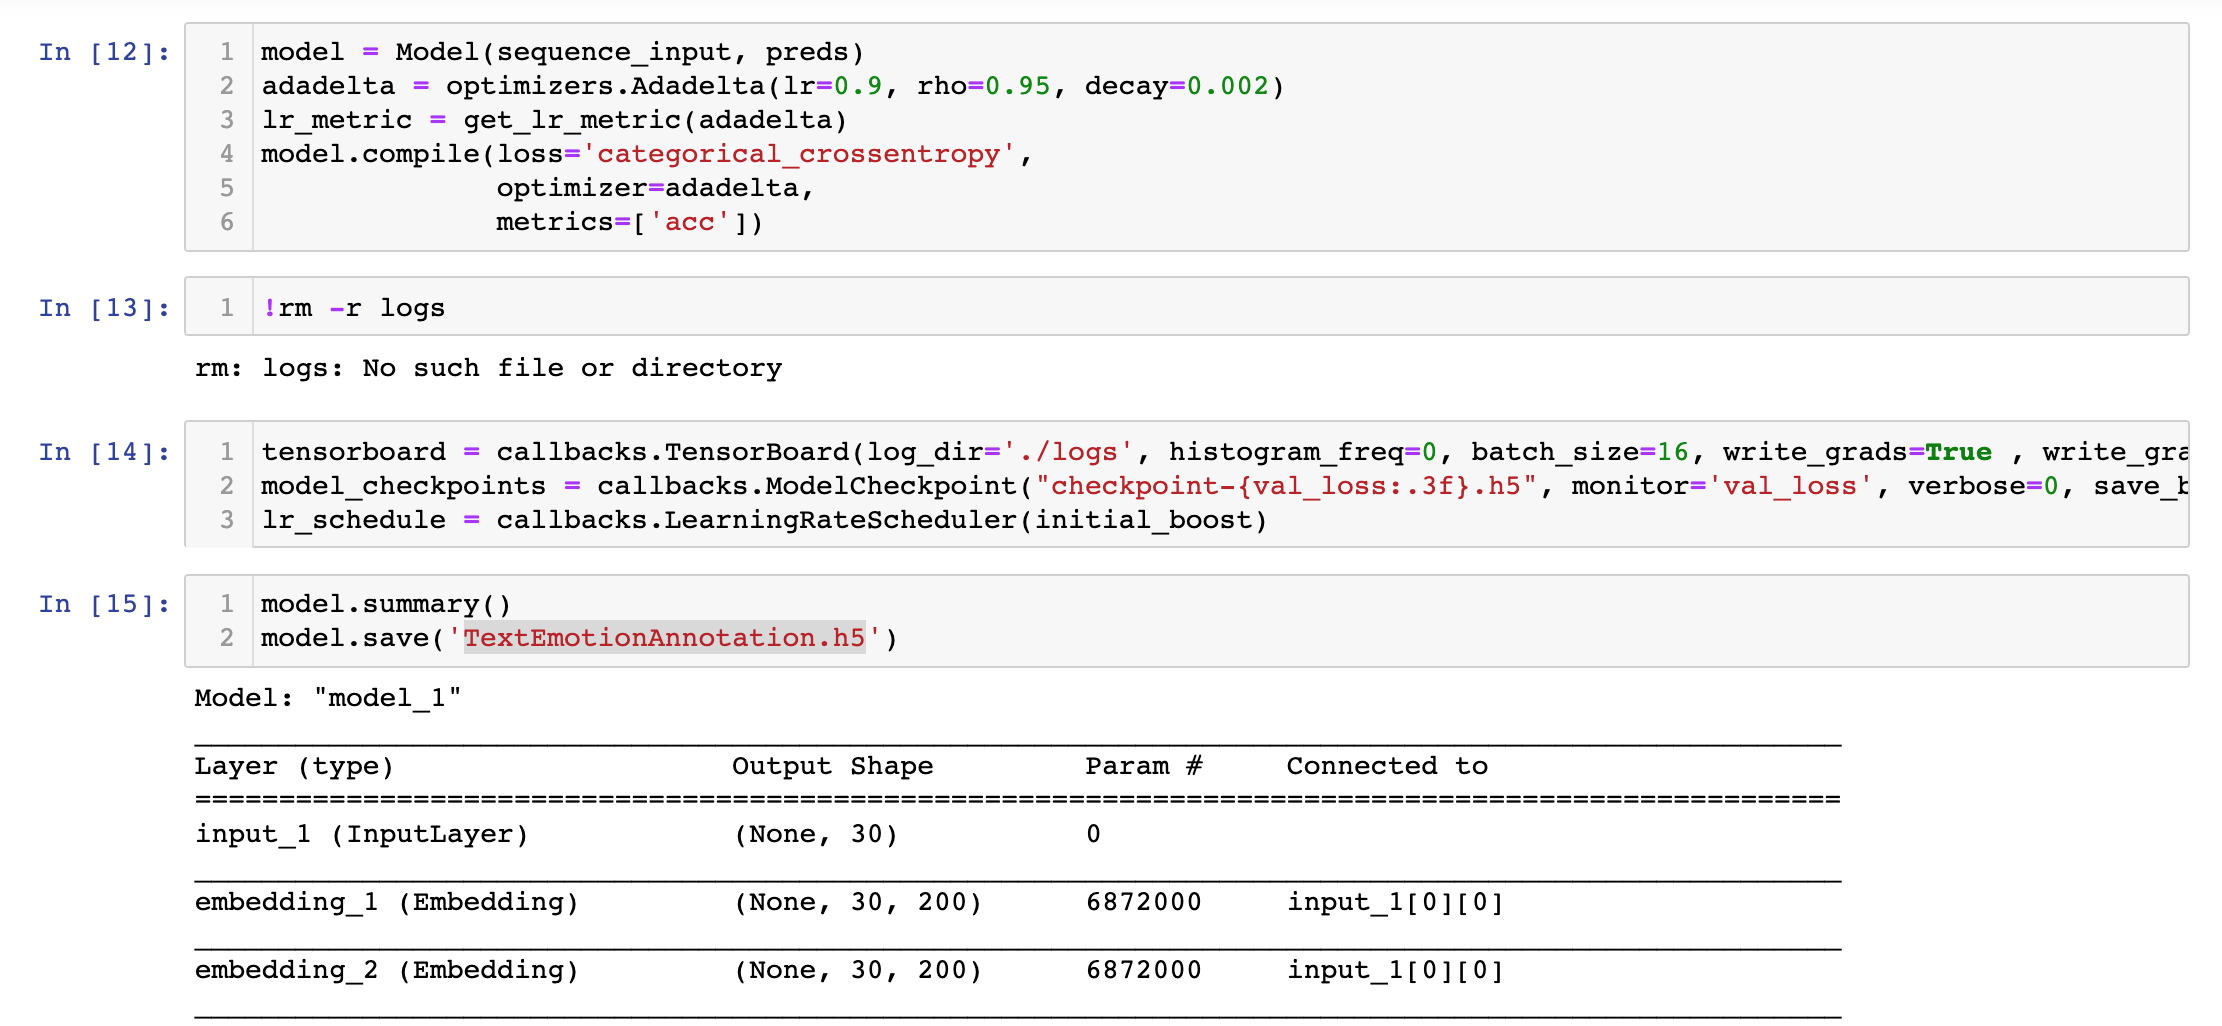 In [12]:
1 model = Model(sequence_input, preds)
2 adadelta = optimizers.Adadelta(lr=0.9, rho=0.95, decay=0.002)
3 lr_metric = get_lr_metric(adadelta)
4 model.compile(loss='categorical_crossentropy',
5               optimizer=adadelta,
6               metrics=['acc'])
In [13]:
1 !rm -r logs
rm: logs: No such file or directory
In [14]:
1 tensorboard = callbacks.TensorBoard(log_dir='./logs', histogram_freq=0, batch_size=16, write_grads=True , write_gra
2 model_checkpoints = callbacks.ModelCheckpoint("checkpoint-{val_loss:.3f}.h5", monitor='val_loss', verbose=0, save_b
3 lr_schedule = callbacks.LearningRateScheduler(initial_boost)
In [15]:
1 model.summary()
2 model.save('TextEmotionAnnotation.h5')
Model: "model_1"
Layer (type) Output Shape Param # Connected to
==================================================================================================
input_1 (InputLayer) (None, 30) 0
embedding_1 (Embedding) (None, 30, 200) 6872000 input_1[0][0]
embedding_2 (Embedding) (None, 30, 200) 6872000 input_1[0][0]